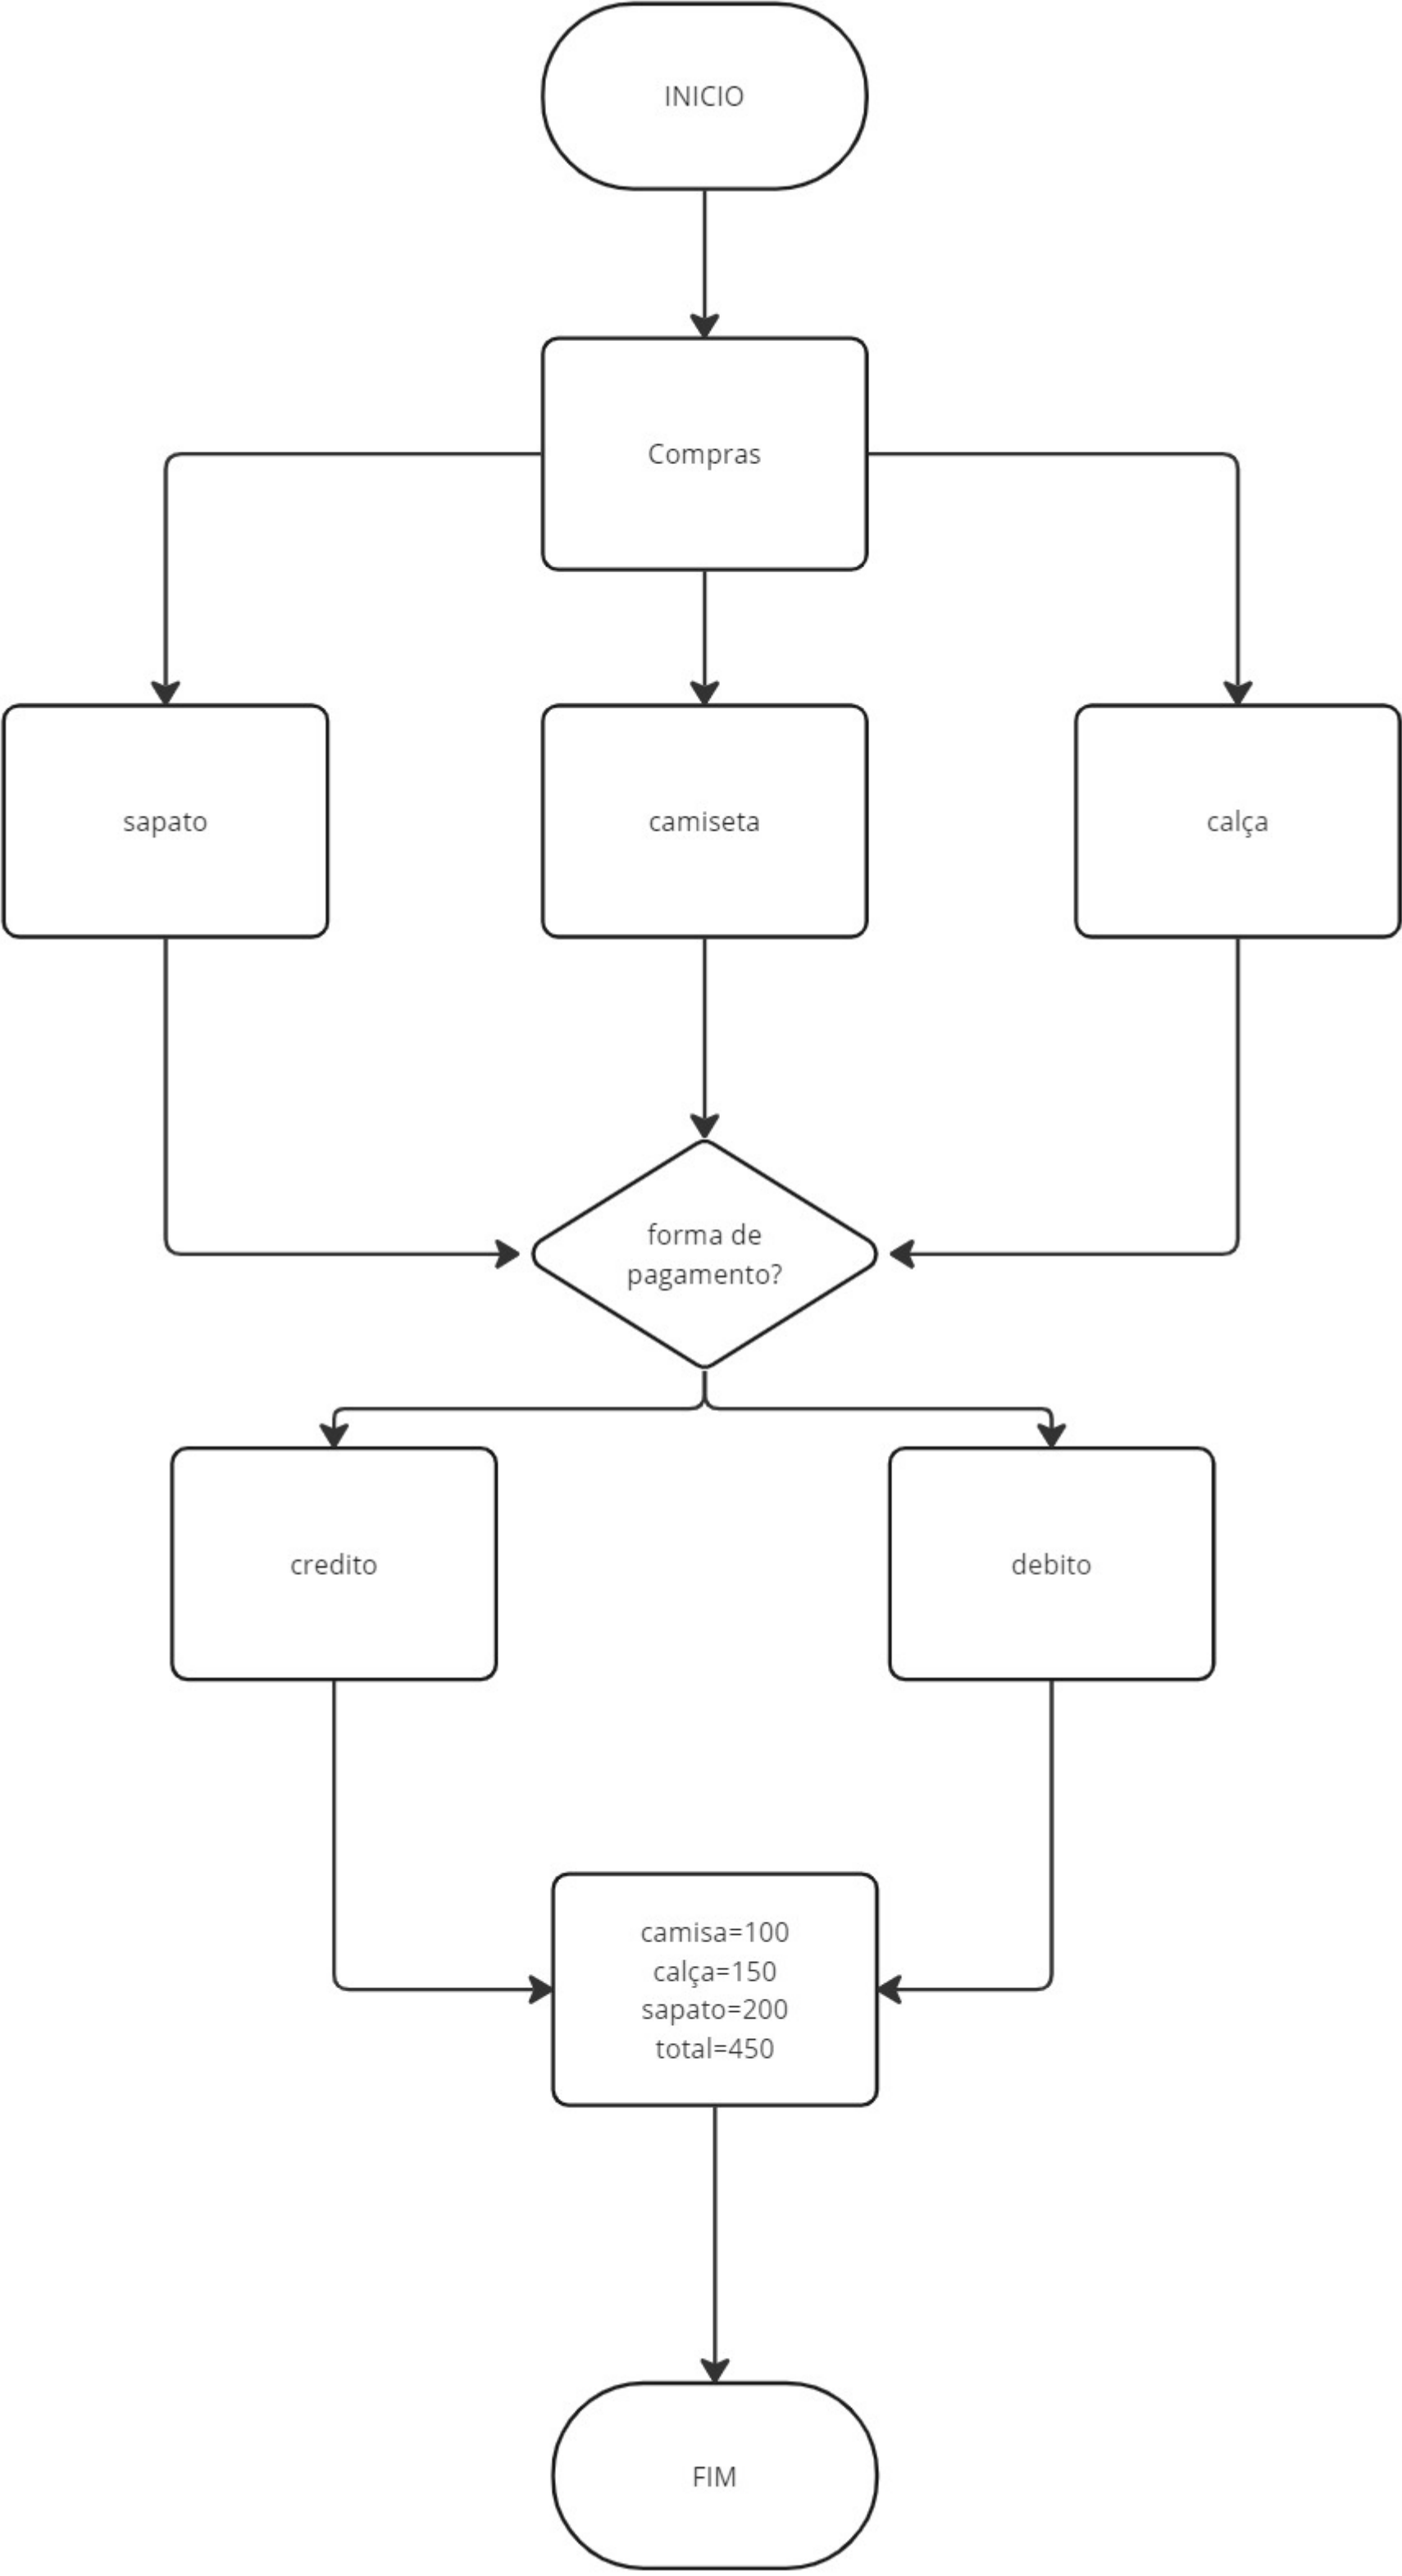 INICIO
Compras
sapato
camiseta
calça
forma de
pagamento?
credito
debito
camisa=100
calça=150
sapato=200
total=450
FIM